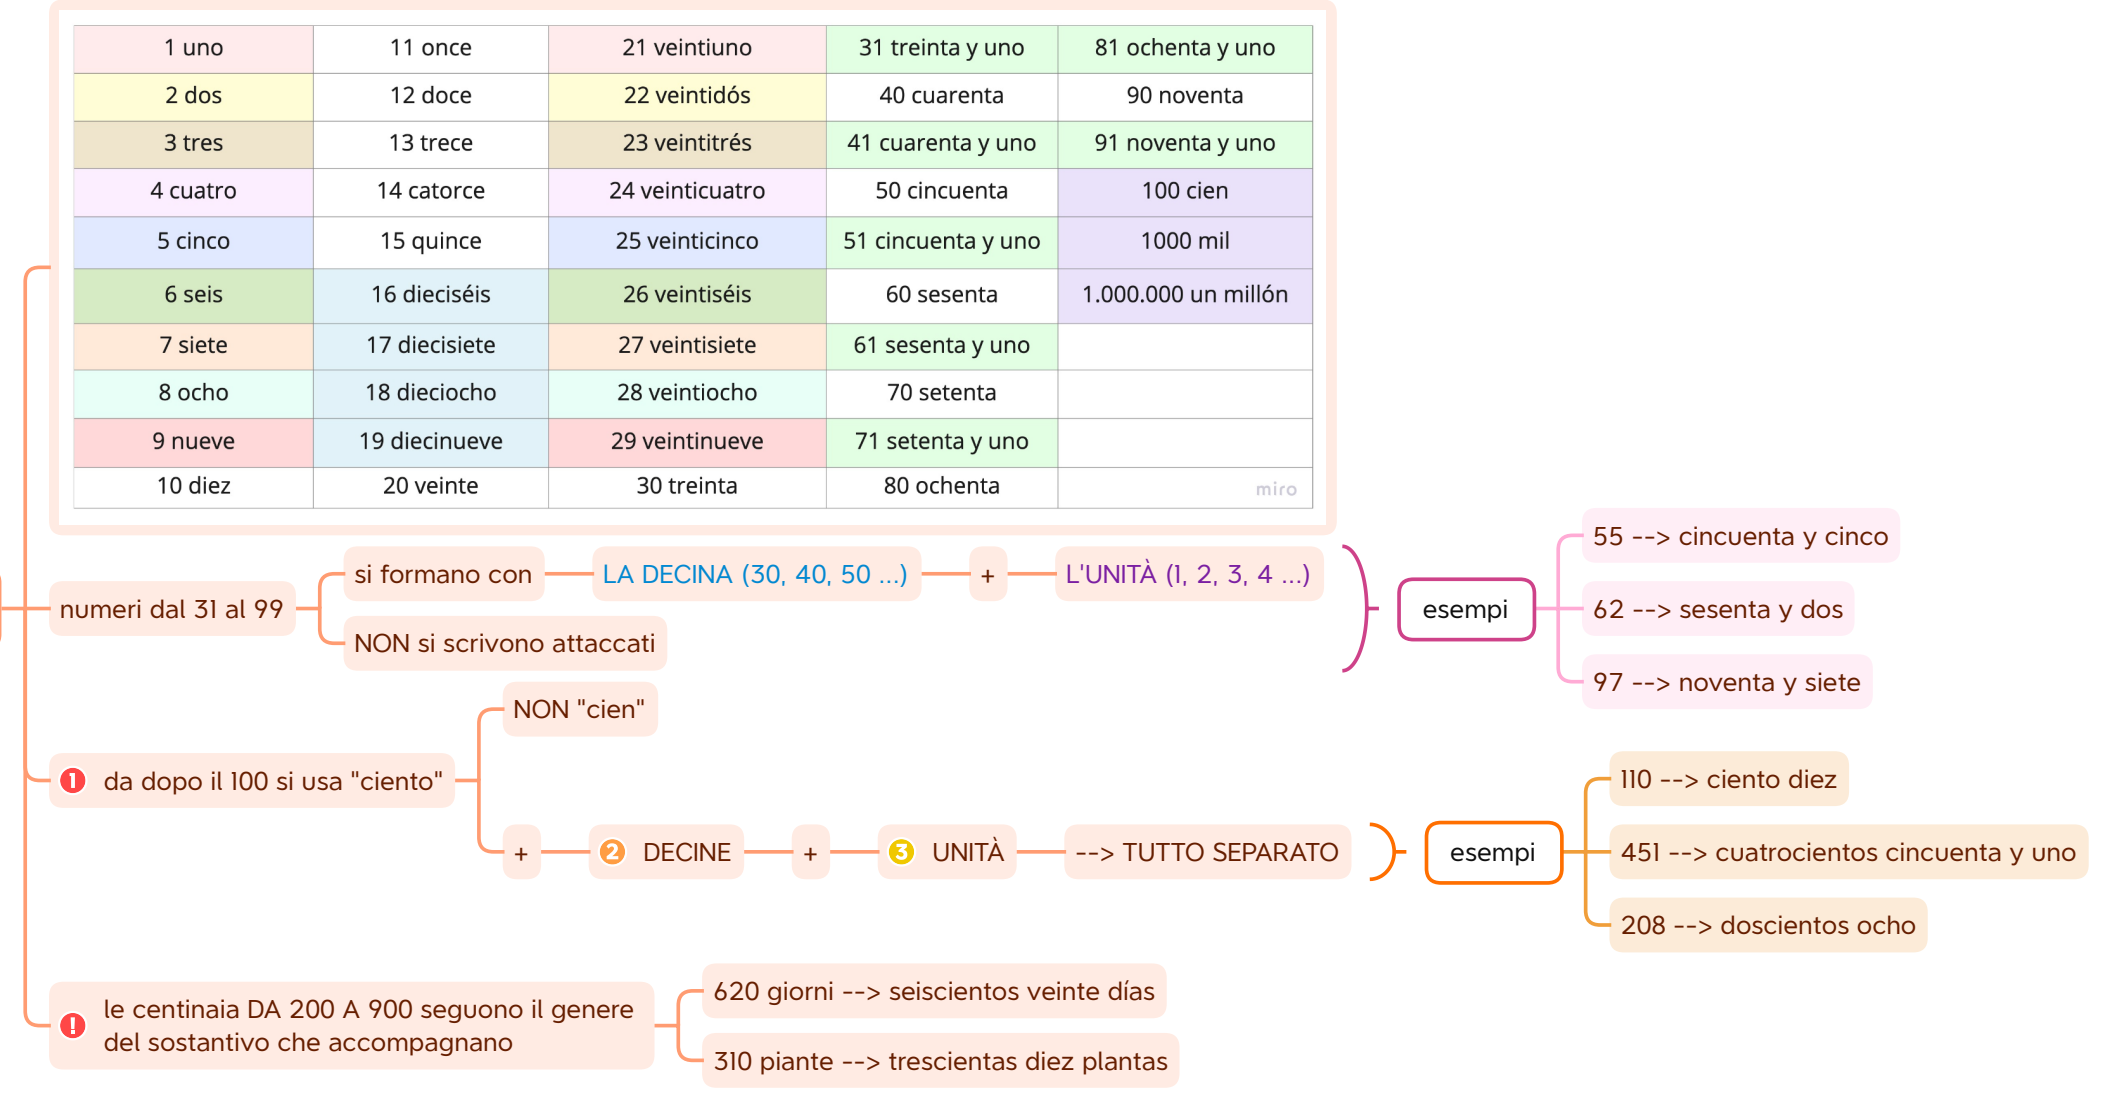 1 uno 11 once 21 veintiuno 31 treinta y uno 81 ochenta y uno
2 dos 12 doce 22 veintidós 40 cuarenta 90 noventa
3 tres 13 trece 23 veintitrés 41 cuarenta y uno 91 noventa y uno
4 cuatro 14 catorce 24 veinticuatro 50 cincuenta 100 cien
5 cinco 15 quince 25 veinticinco 51 cincuenta y uno 1000 mil
6 seis 16 dieciséis 26 veintiséis 60 sesenta 1.000.000 un millón
7 siete 17 diecisiete 27 veintisiete 61 sesenta y uno
8 ocho 18 dieciocho 28 veintiocho 70 setenta
9 nueve 19 diecinueve 29 veintinueve 71 setenta y uno
10 diez 20 veinte 30 treinta 80 ochenta
miro
numeri dal 31 al 99
si formano con LA DECINA (30, 40, 50 ...) + L'UNITÀ (1, 2, 3, 4 ...)
NON si scrivono attaccati
esempi
55 --> cincuenta y cinco
62 --> sesenta y dos
97 --> noventa y siete
1 da dopo il 100 si usa "ciento"
NON "cien"
+ 2 DECINE + 3 UNITÀ --> TUTTO SEPARATO
esempi
110 --> ciento diez
451 --> cuatrocientos cincuenta y uno
208 --> doscientos ocho
! le centinaia DA 200 A 900 seguono il genere
del sostantivo che accompagnano
620 giorni --> seiscientos veinte días
310 piante --> trescientas diez plantas